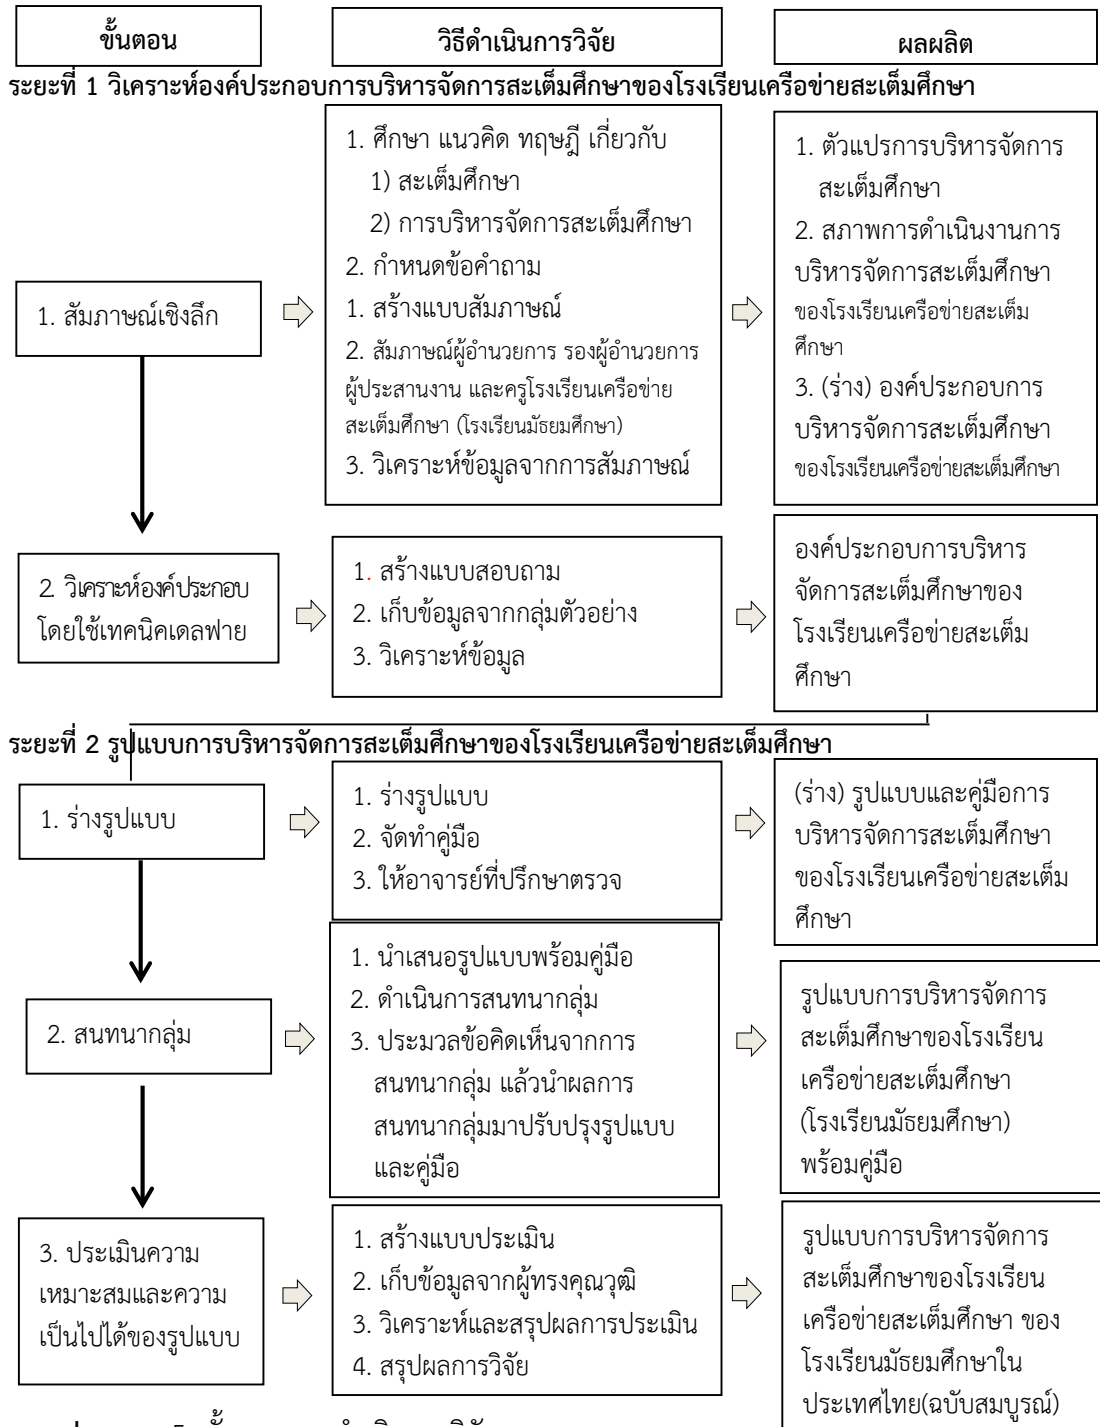 ขั้นตอน
วิธีดำเนินการวิจัย
ผลผลิต
ระยะที่ 1 วิเคราะห์องค์ประกอบการบริหารจัดการสะเต็มศึกษาของโรงเรียนเครือข่ายสะเต็มศึกษา
1. สัมภาษณ์เชิงลึก
1. ศึกษา แนวคิด ทฤษฎี เกี่ยวกับ
1) สะเต็มศึกษา
2) การบริหารจัดการสะเต็มศึกษา
2. กำหนดข้อคำถาม
1. สร้างแบบสัมภาษณ์
2. สัมภาษณ์ผู้อำนวยการ รองผู้อำนวยการ
ผู้ประสานงาน และครูโรงเรียนเครือข่าย
สะเต็มศึกษา (โรงเรียนมัธยมศึกษา)
3. วิเคราะห์ข้อมูลจากการสัมภาษณ์
1. ตัวแปรการบริหารจัดการ
สะเต็มศึกษา
2. สภาพการดำเนินงานการ
บริหารจัดการสะเต็มศึกษา
ของโรงเรียนเครือข่ายสะเต็ม
ศึกษา
3. (ร่าง) องค์ประกอบการ
บริหารจัดการสะเต็มศึกษา
ของโรงเรียนเครือข่ายสะเต็มศึกษา
2. วิเคราะห์องค์ประกอบ
โดยใช้เทคนิคเดลฟาย
1. สร้างแบบสอบถาม
2. เก็บข้อมูลจากกลุ่มตัวอย่าง
3. วิเคราะห์ข้อมูล
องค์ประกอบการบริหาร
จัดการสะเต็มศึกษาของ
โรงเรียนเครือข่ายสะเต็ม
ศึกษา
ระยะที่ 2 รูปแบบการบริหารจัดการสะเต็มศึกษาของโรงเรียนเครือข่ายสะเต็มศึกษา
1. ร่างรูปแบบ
1. ร่างรูปแบบ
2. จัดทำคู่มือ
3. ให้อาจารย์ที่ปรึกษาตรวจ
(ร่าง) รูปแบบและคู่มือการ
บริหารจัดการสะเต็มศึกษา
ของโรงเรียนเครือข่ายสะเต็ม
ศึกษา
2. สนทนากลุ่ม
1. นำเสนอรูปแบบพร้อมคู่มือ
2. ดำเนินการสนทนากลุ่ม
3. ประมวลข้อคิดเห็นจากการ
สนทนากลุ่ม แล้วนำผลการ
สนทนากลุ่มมาปรับปรุงรูปแบบ
และคู่มือ
รูปแบบการบริหารจัดการ
สะเต็มศึกษาของโรงเรียน
เครือข่ายสะเต็มศึกษา
(โรงเรียนมัธยมศึกษา)
พร้อมคู่มือ
3. ประเมินความ
เหมาะสมและความ
เป็นไปได้ของรูปแบบ
1. สร้างแบบประเมิน
2. เก็บข้อมูลจากผู้ทรงคุณวุฒิ
3. วิเคราะห์และสรุปผลการประเมิน
4. สรุปผลการวิจัย
รูปแบบการบริหารจัดการ
สะเต็มศึกษาของโรงเรียน
เครือข่ายสะเต็มศึกษา ของ
โรงเรียนมัธยมศึกษาใน
ประเทศไทย(ฉบับสมบูรณ์)